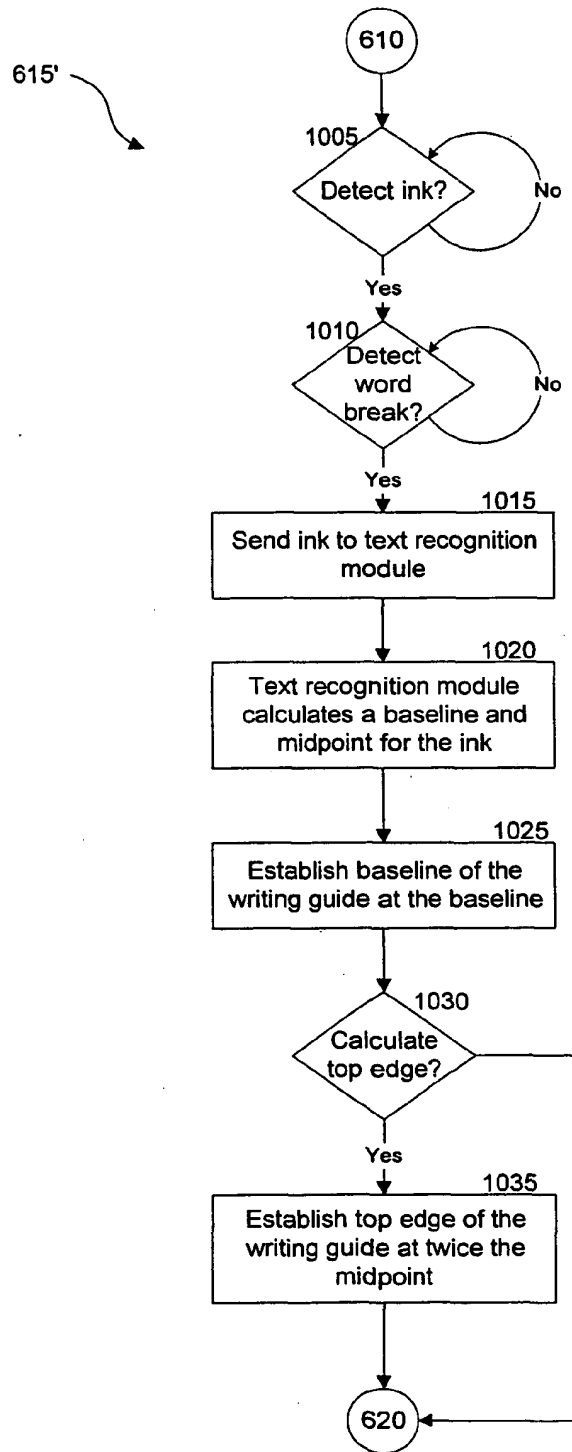 610
615'
1005
Detect ink?
No
Yes
1010
Detect
word
break?
No
Yes
1015
Send ink to text recognition
module
1020
Text recognition module
calculates a baseline and
midpoint for the ink
1025
Establish baseline of the
writing guide at the baseline
1030
Calculate
top edge?
Yes
1035
Establish top edge of the
writing guide at twice the
midpoint
620